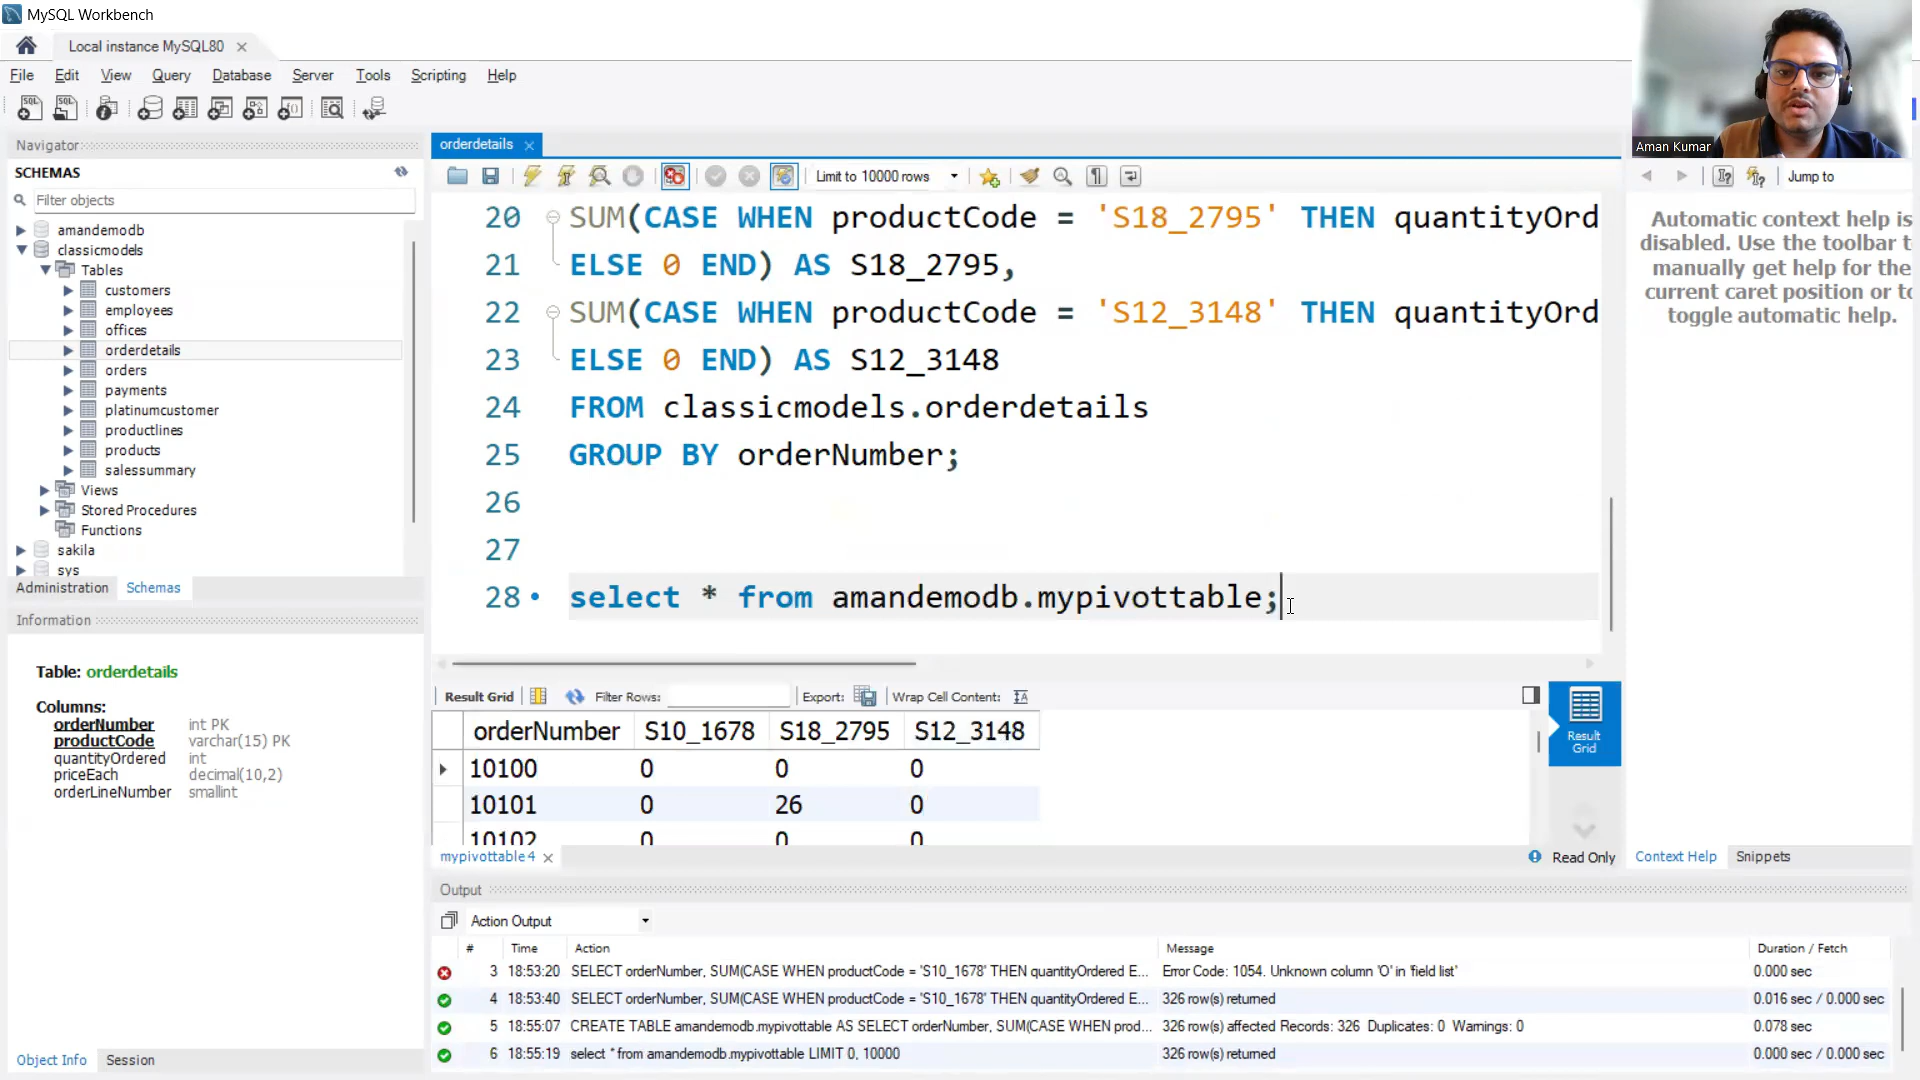 MySQL Workbench
Local instance MySQL80
File Edit View Query Database Server Tools Scripting Help
Navigator
SCHEMAS
Filter objects
amandemodb
classicmodels
Tables
customers
employees
offices
orderdetails
orders
payments
platinumcustomer
productlines
products
salessummary
Views
Stored Procedures
Functions
sakila
sys
Administration Schemas
Information
Table: orderdetails
Columns:
orderNumber int PK
productCode varchar(15) PK
quantityOrdered int
priceEach decimal(10,2)
orderLineNumber smallint
Object Info Session
orderdetails
Limit to 10000 rows
20 SUM(CASE WHEN productCode = 'S18_2795' THEN quantityOrd
21 ELSE 0 END) AS S18_2795,
22 SUM(CASE WHEN productCode = 'S12_3148' THEN quantityOrd
23 ELSE 0 END) AS S12_3148
24 FROM classicmodels.orderdetails
25 GROUP BY orderNumber;
26
27
28 select * from amandemodb.mypivottable;
Result Grid Filter Rows: Export: Wrap Cell Content:
orderNumber S10_1678 S18_2795 S12_3148
10100 0 0 0
10101 0 26 0
10102 0 0 0
Result
Grid
mypivottable 4
Read Only
Output
Action Output
# Time Action Message Duration / Fetch
3 18:53:20 SELECT orderNumber, SUM(CASE WHEN productCode = 'S10_1678' THEN quantityOrdered E... Error Code: 1054. Unknown column 'O' in 'field list' 0.000 sec
4 18:53:40 SELECT orderNumber, SUM(CASE WHEN productCode = 'S10_1678' THEN quantityOrdered E... 326 row(s) returned 0.016 sec / 0.000 sec
5 18:55:07 CREATE TABLE amandemodb.mypivottable AS SELECT orderNumber, SUM(CASE WHEN prod... 326 row(s) affected Records: 326 Duplicates: 0 Warnings: 0 0.078 sec
6 18:55:19 select * from amandemodb.mypivottable LIMIT 0, 10000 326 row(s) returned 0.000 sec / 0.000 sec
Aman Kumar
Jump to
Automatic context help is
disabled. Use the toolbar t
manually get help for the
current caret position or to
toggle automatic help.
Context Help Snippets